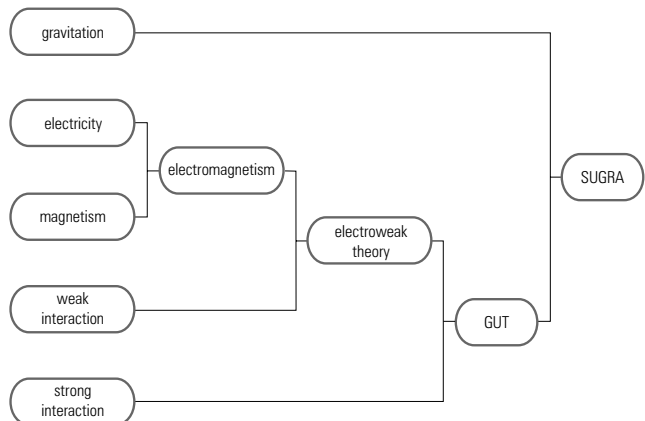 gravitation
electricity
electromagnetism
SUGRA
magnetism
electroweak
theory
weak
interaction
GUT
strong
interaction